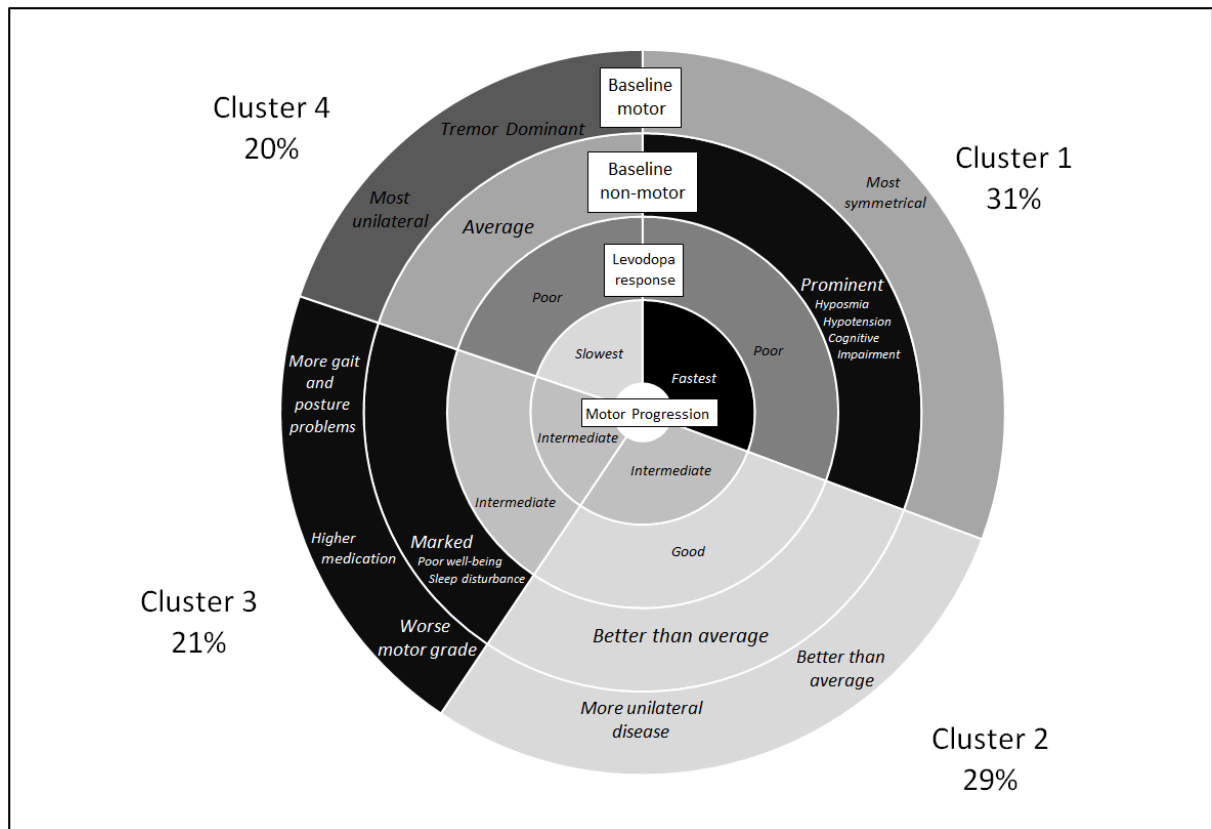 Cluster 4
20%
Cluster 1
31%
Cluster 3
21%
Cluster 2
29%
Baseline
motor
Baseline
non-motor
Levodopa
response
Motor Progression
Tremor Dominant
Most
unilateral
Average
Poor
Slowest
Most
symmetrical
Prominent
Hyposmia
Hypotension
Cognitive
Impairment
Poor
Fastest
More gait
and
posture
problems
Higher
medication
Worse
motor grade
Marked
Poor well-being
Sleep disturbance
Intermediate
Intermediate
Intermediate
Good
Better than average
Better than
average
More unilateral
disease